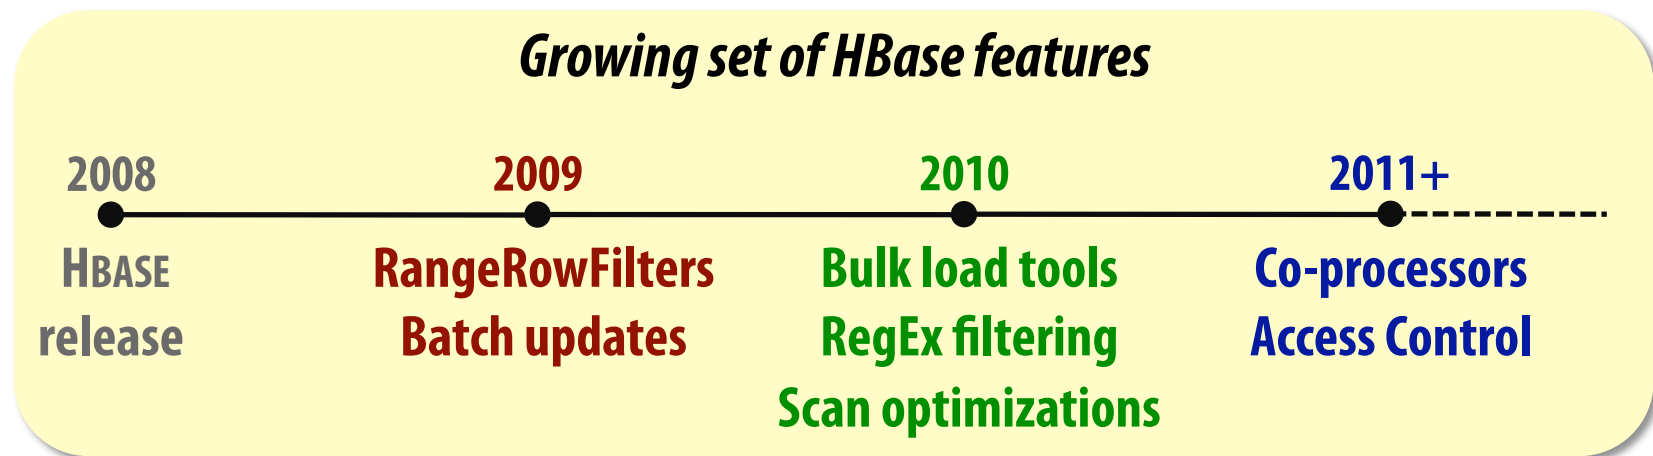 Growing set of HBase features
2008 2009 2010 2011+
HBASE RangeRowFilters Bulk load tools Co-processors
release Batch updates RegEx filtering Access Control
Scan optimizations